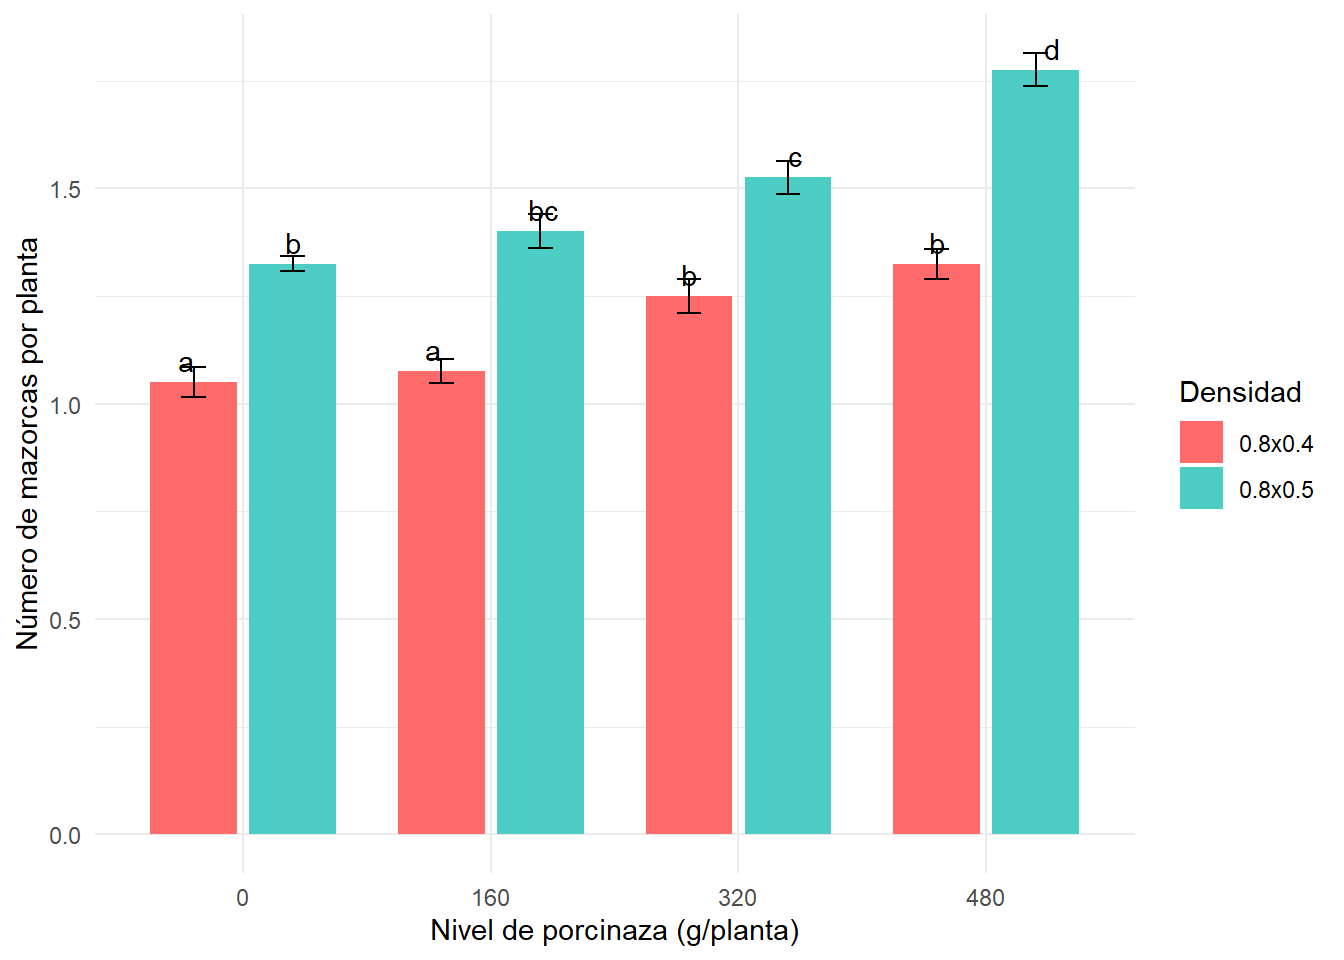 d
c
bc
b
b
b
a
a
1.5
1.0
0.5
0.0
Número de mazorcas por planta
0 160 320 480
Nivel de porcinaza (g/planta)
Densidad
0.8x0.4
0.8x0.5